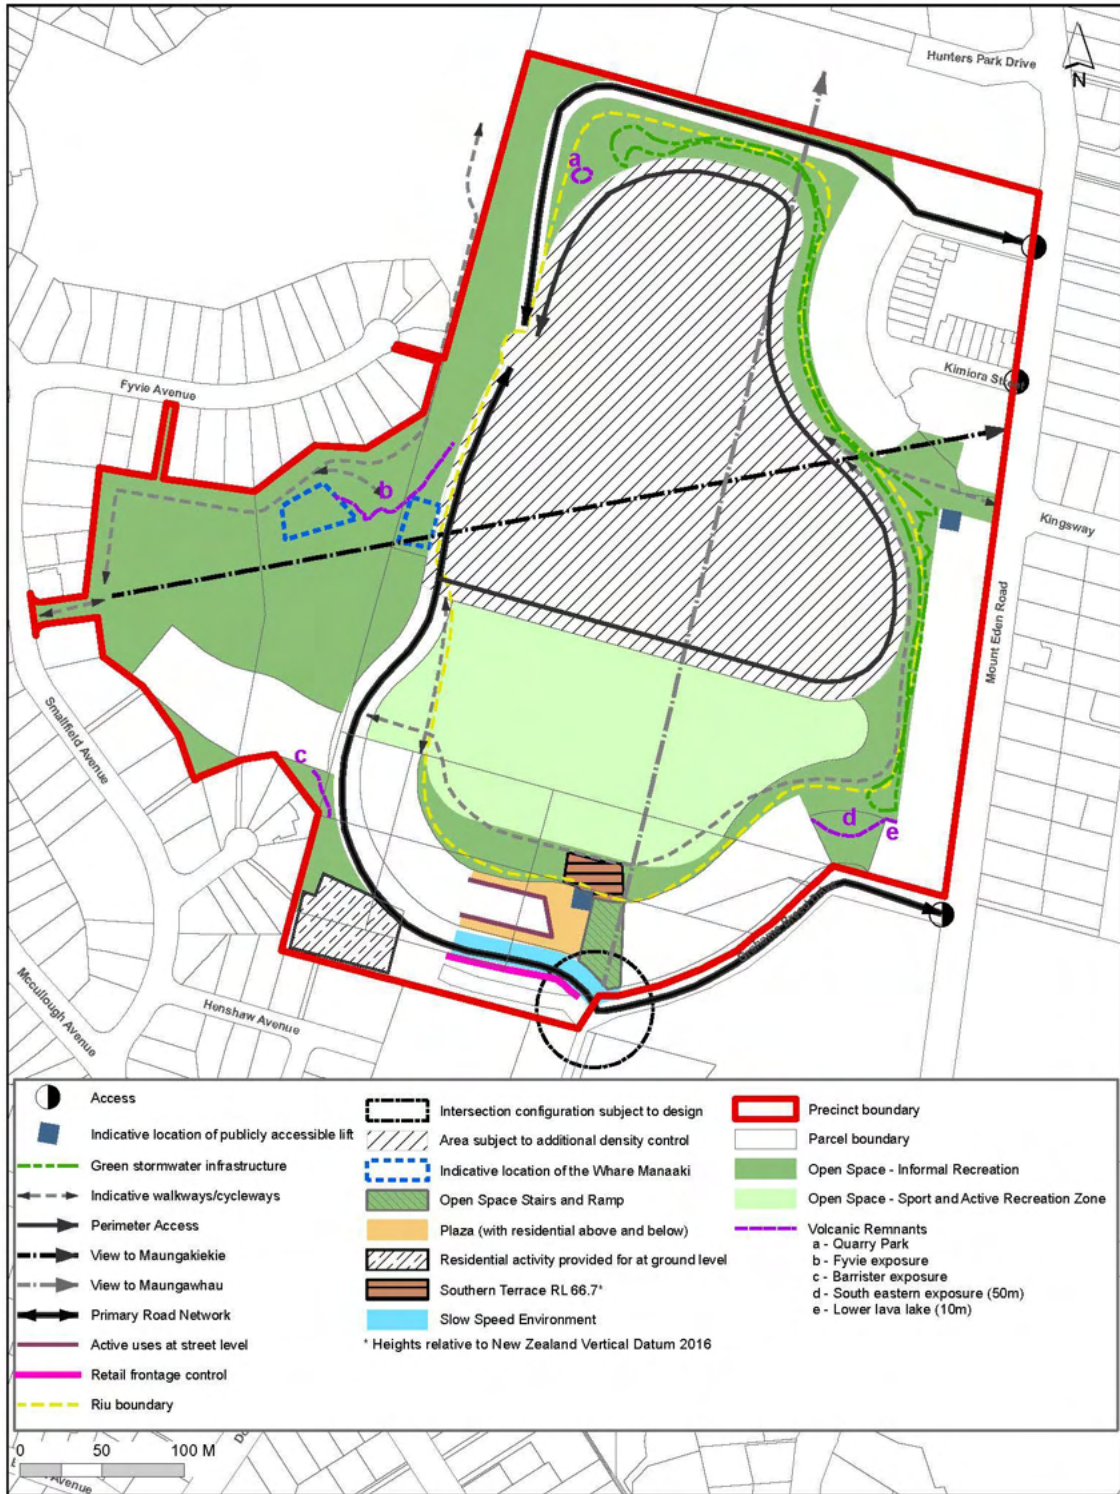 Hunters Park Drive
N
a
Kimiora Street
Fyvie Avenue
b
Kingsway
Mount Eden Road
Smallfield Avenue
c
d
e
Mccullough Avenue
Henshaw Avenue
Access
Indicative location of publicly accessible lift
Green stormwater infrastructure
Indicative walkways/cycleways
Perimeter Access
View to Maungakiekie
View to Maungawhau
Primary Road Network
Active uses at street level
Retail frontage control
Riu boundary
Intersection configuration subject to design
Area subject to additional density control
Indicative location of the Whare Manaaki
Open Space Stairs and Ramp
Plaza (with residential above and below)
Residential activity provided for at ground level
Southern Terrace RL 66.7*
Slow Speed Environment
* Heights relative to New Zealand Vertical Datum 2016
Precinct boundary
Parcel boundary
Open Space - Informal Recreation
Open Space - Sport and Active Recreation Zone
Volcanic Remnants
a - Quarry Park
b - Fyvie exposure
c - Barrister exposure
d - South eastern exposure (50m)
e - Lower lava lake (10m)
0 50 100 M
Avenue